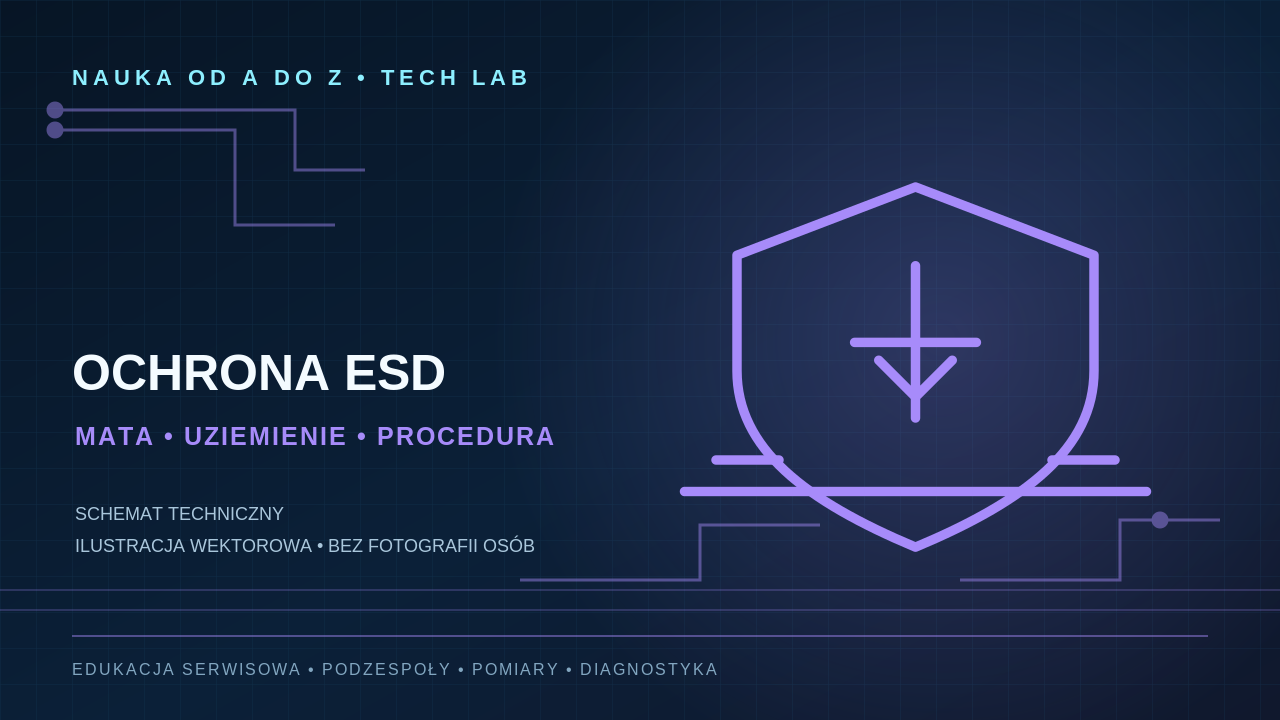 NAUKA OD A DO Z • TECH LAB
OCHRONA ESD
MATA • UZIEMIENIE • PROCEDURA
SCHEMAT TECHNICZNY
ILUSTRACJA WEKTOROWA • BEZ FOTOGRAFII OSÓB
EDUKACJA SERWISOWA • PODZESPOŁY • POMIARY • DIAGNOSTYKA